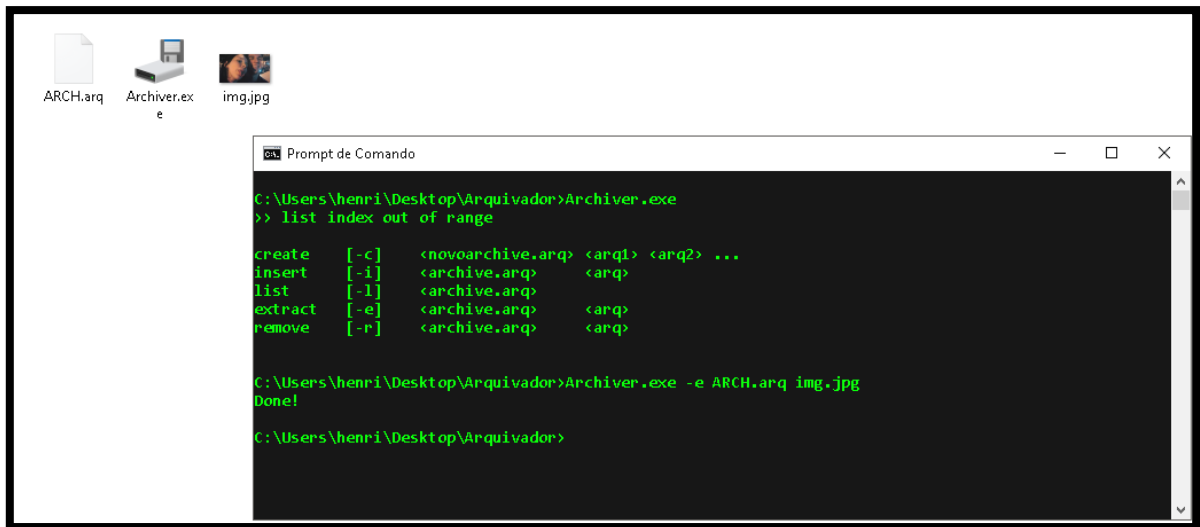 ARCH.arq
Archiver.ex
e
img.jpg
Prompt de Comando
C:\Users\henri\Desktop\Arquivador>Archiver.exe
>> list index out of range
create [-c] <novoarchive.arq> <arq1> <arq2> ...
insert [-i] <archive.arq> <arq>
list [-l] <archive.arq>
extract [-e] <archive.arq> <arq>
remove [-r] <archive.arq> <arq>
C:\Users\henri\Desktop\Arquivador>Archiver.exe -e ARCH.arq img.jpg
Done!
C:\Users\henri\Desktop\Arquivador>